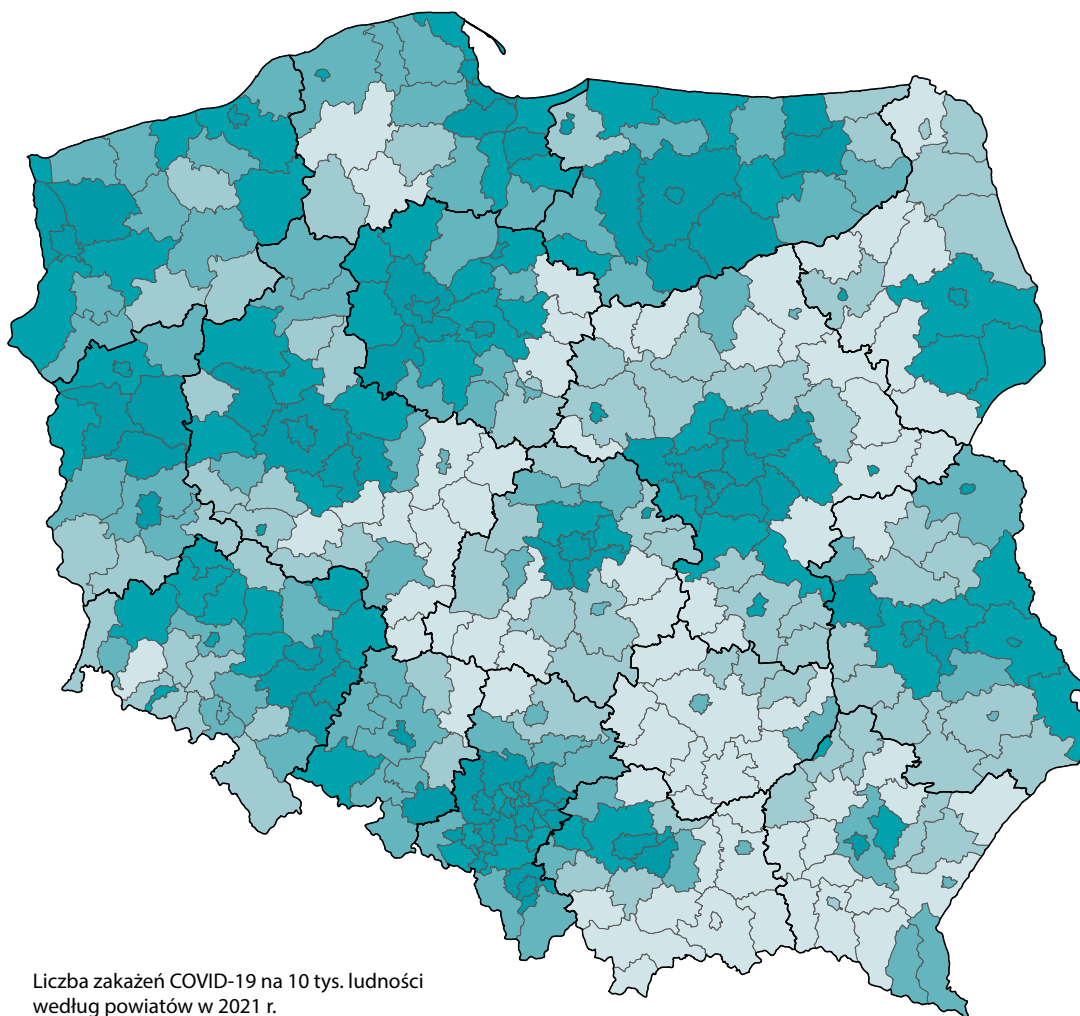 Liczba zakażeń COVID-19 na 10 tys. ludności
według powiatów w 2021 r.